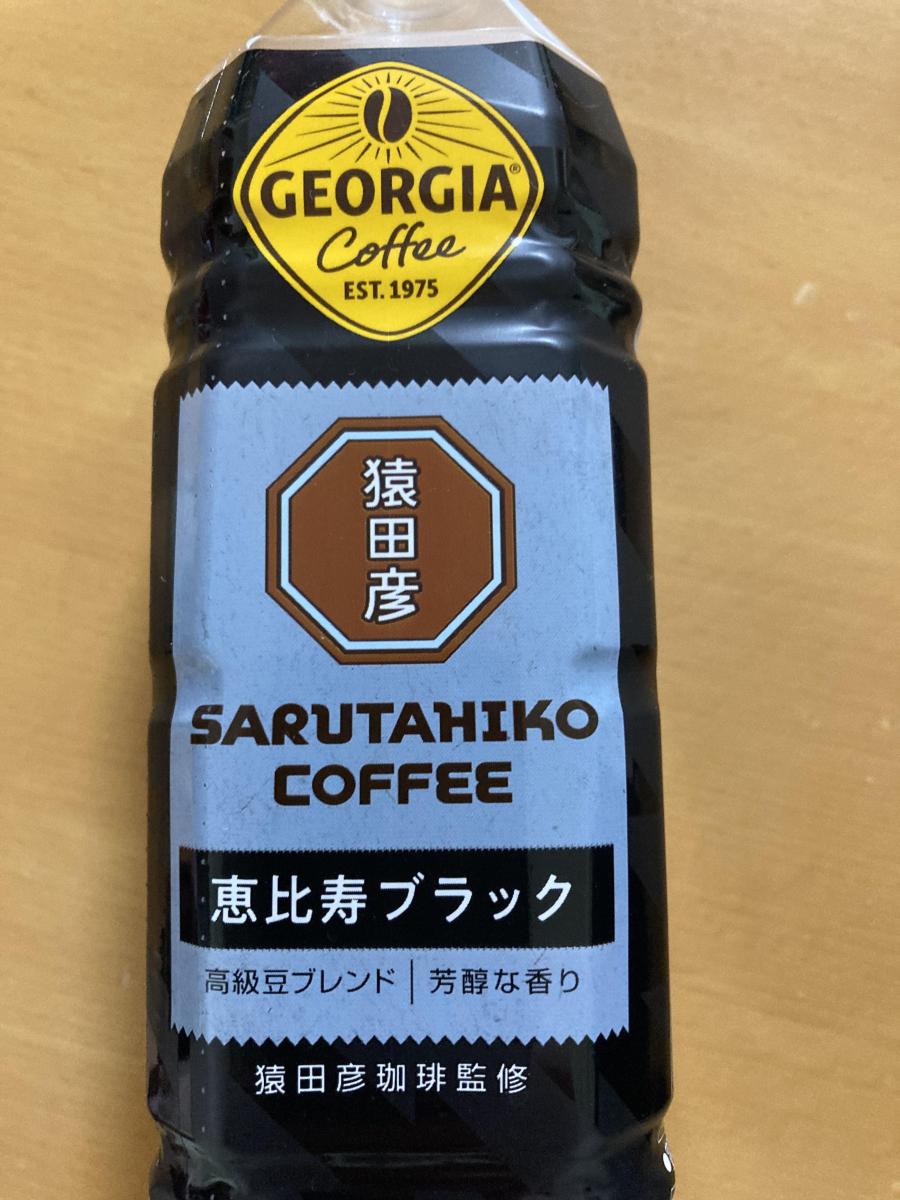 GEORGIA®
Coffee
EST. 1975
猿田彦
SARUTAHIKO
COFFEE
恵比寿ブラック
高級豆ブレンド｜芳醇な香り
猿田彦珈琲監修